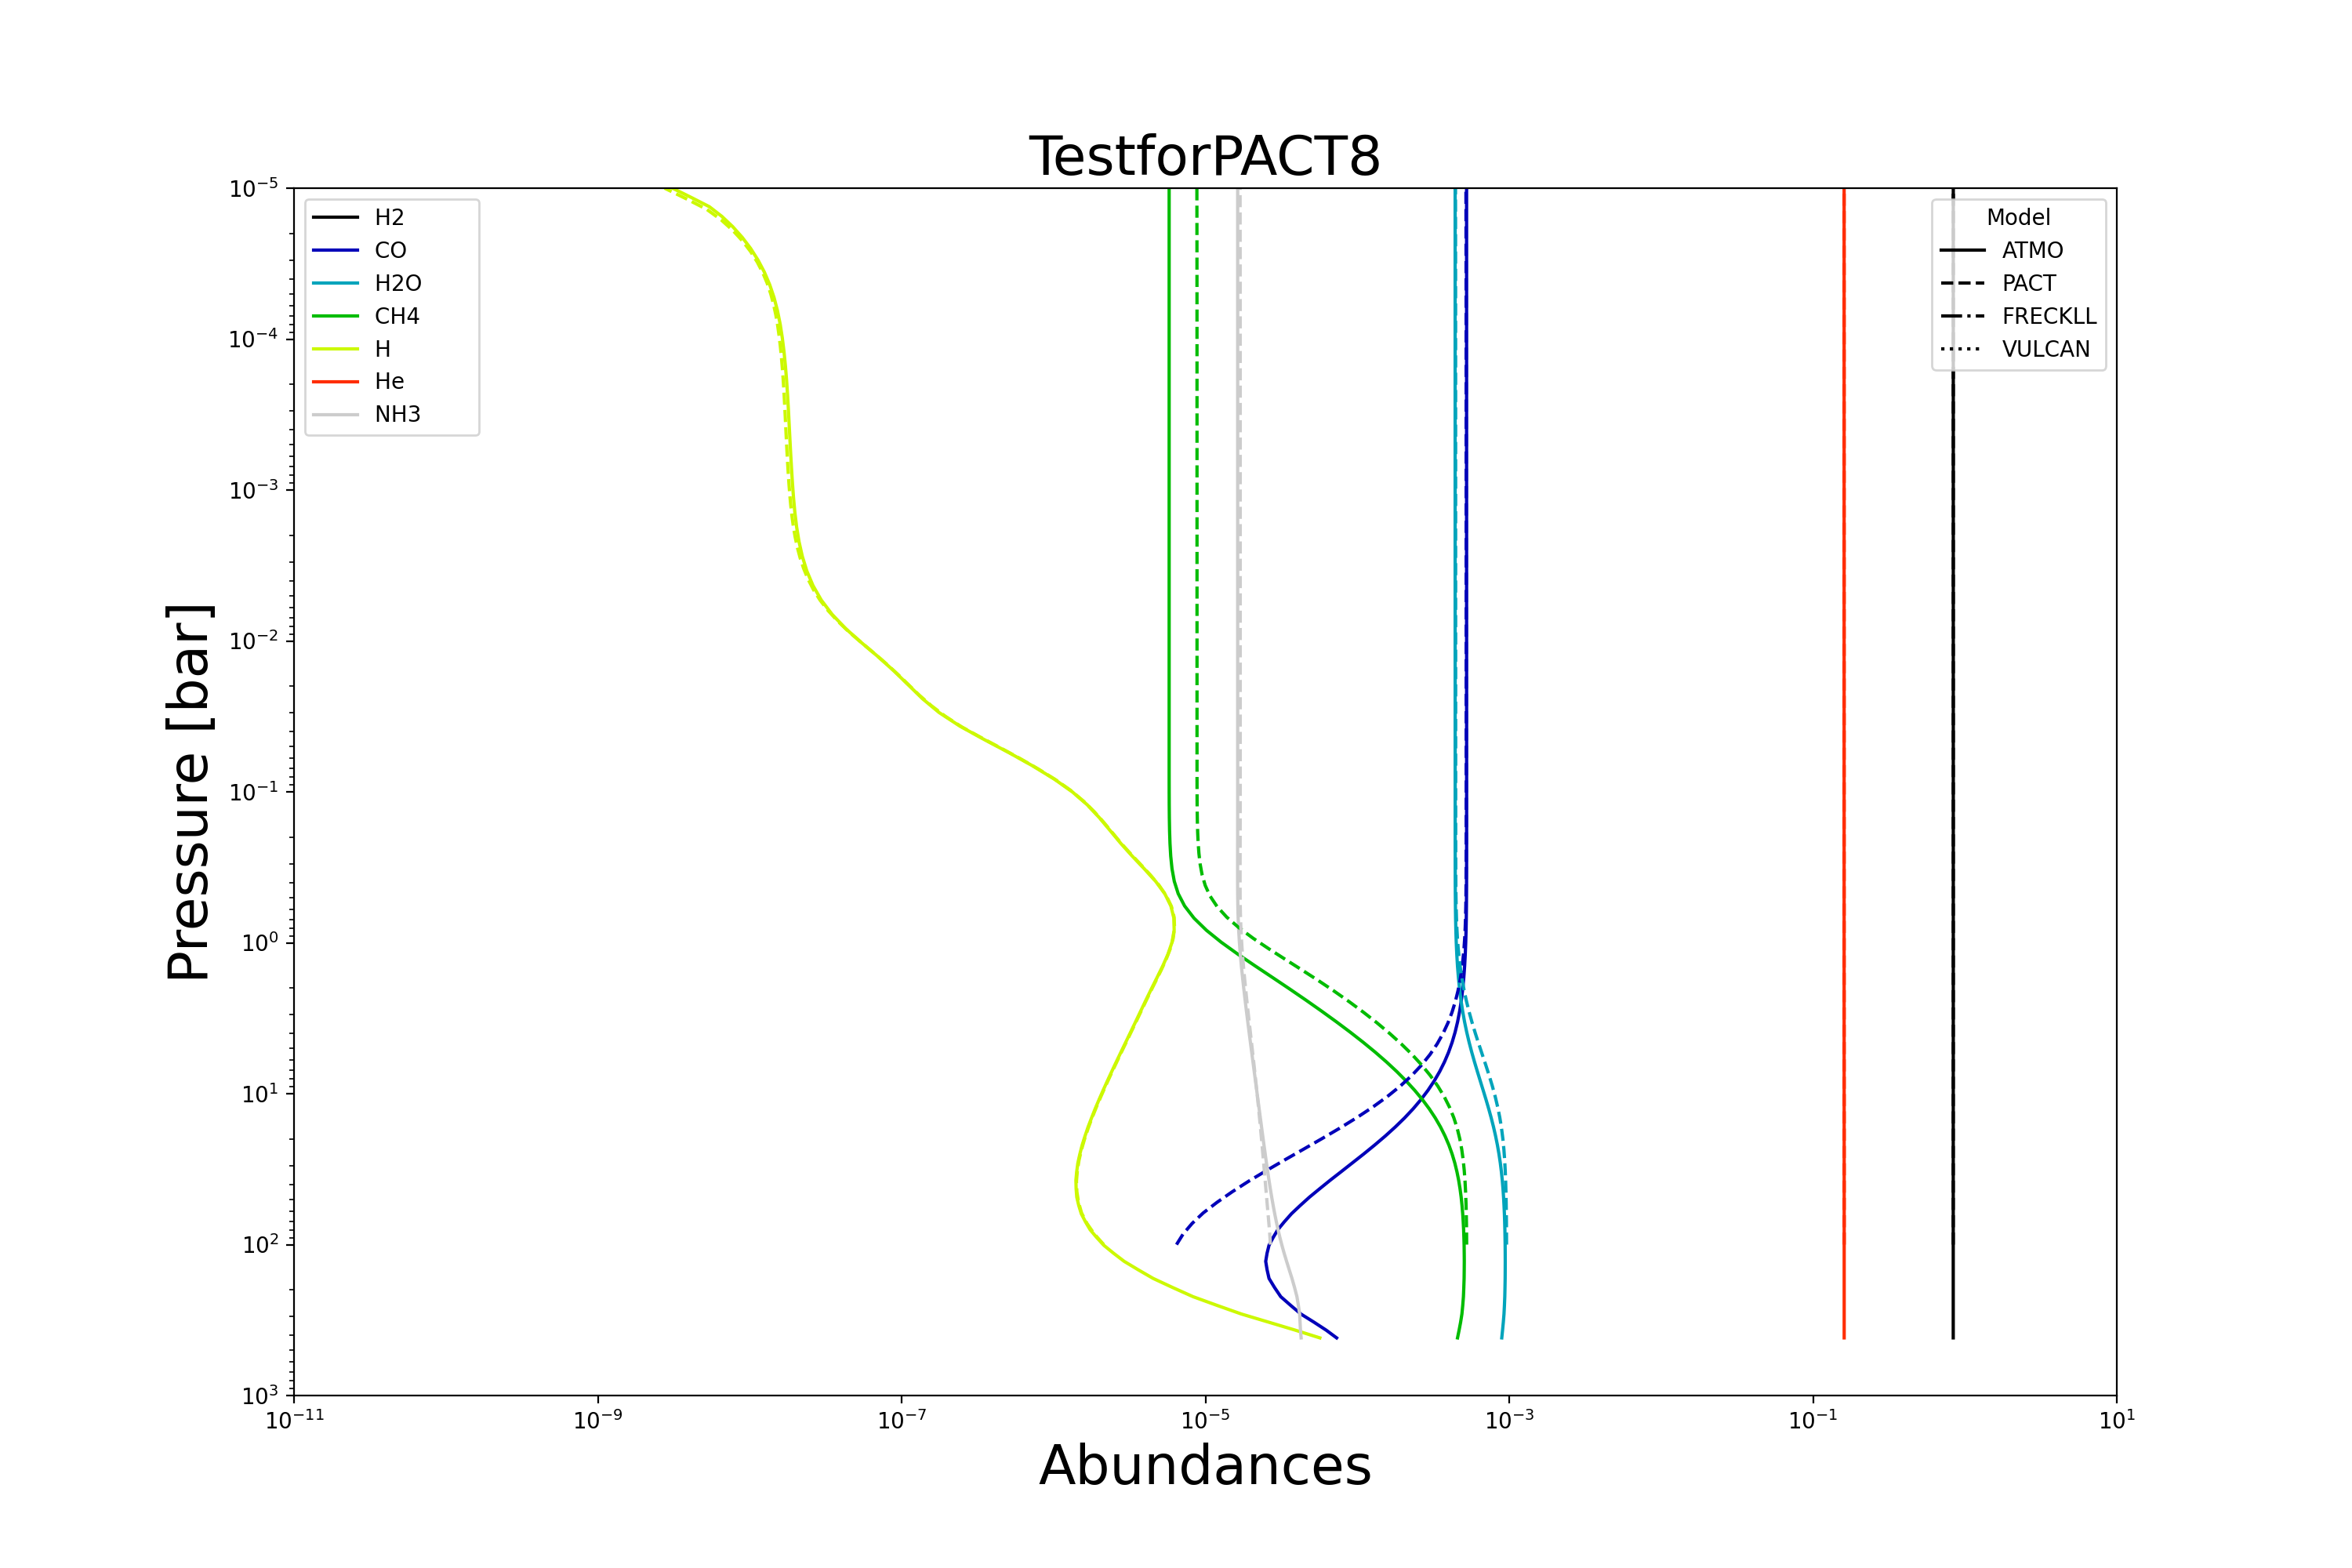 TestforPACT8
H2
CO
H2O
CH4
H
He
NH3
Model
ATMO
PACT
FRECKLL
VULCAN
Pressure [bar]
10⁻⁵
10⁻⁴
10⁻³
10⁻²
10⁻¹
10⁰
10¹
10²
10³
10⁻¹¹
10⁻⁹
10⁻⁷
10⁻⁵
10⁻³
10⁻¹
10¹
Abundances